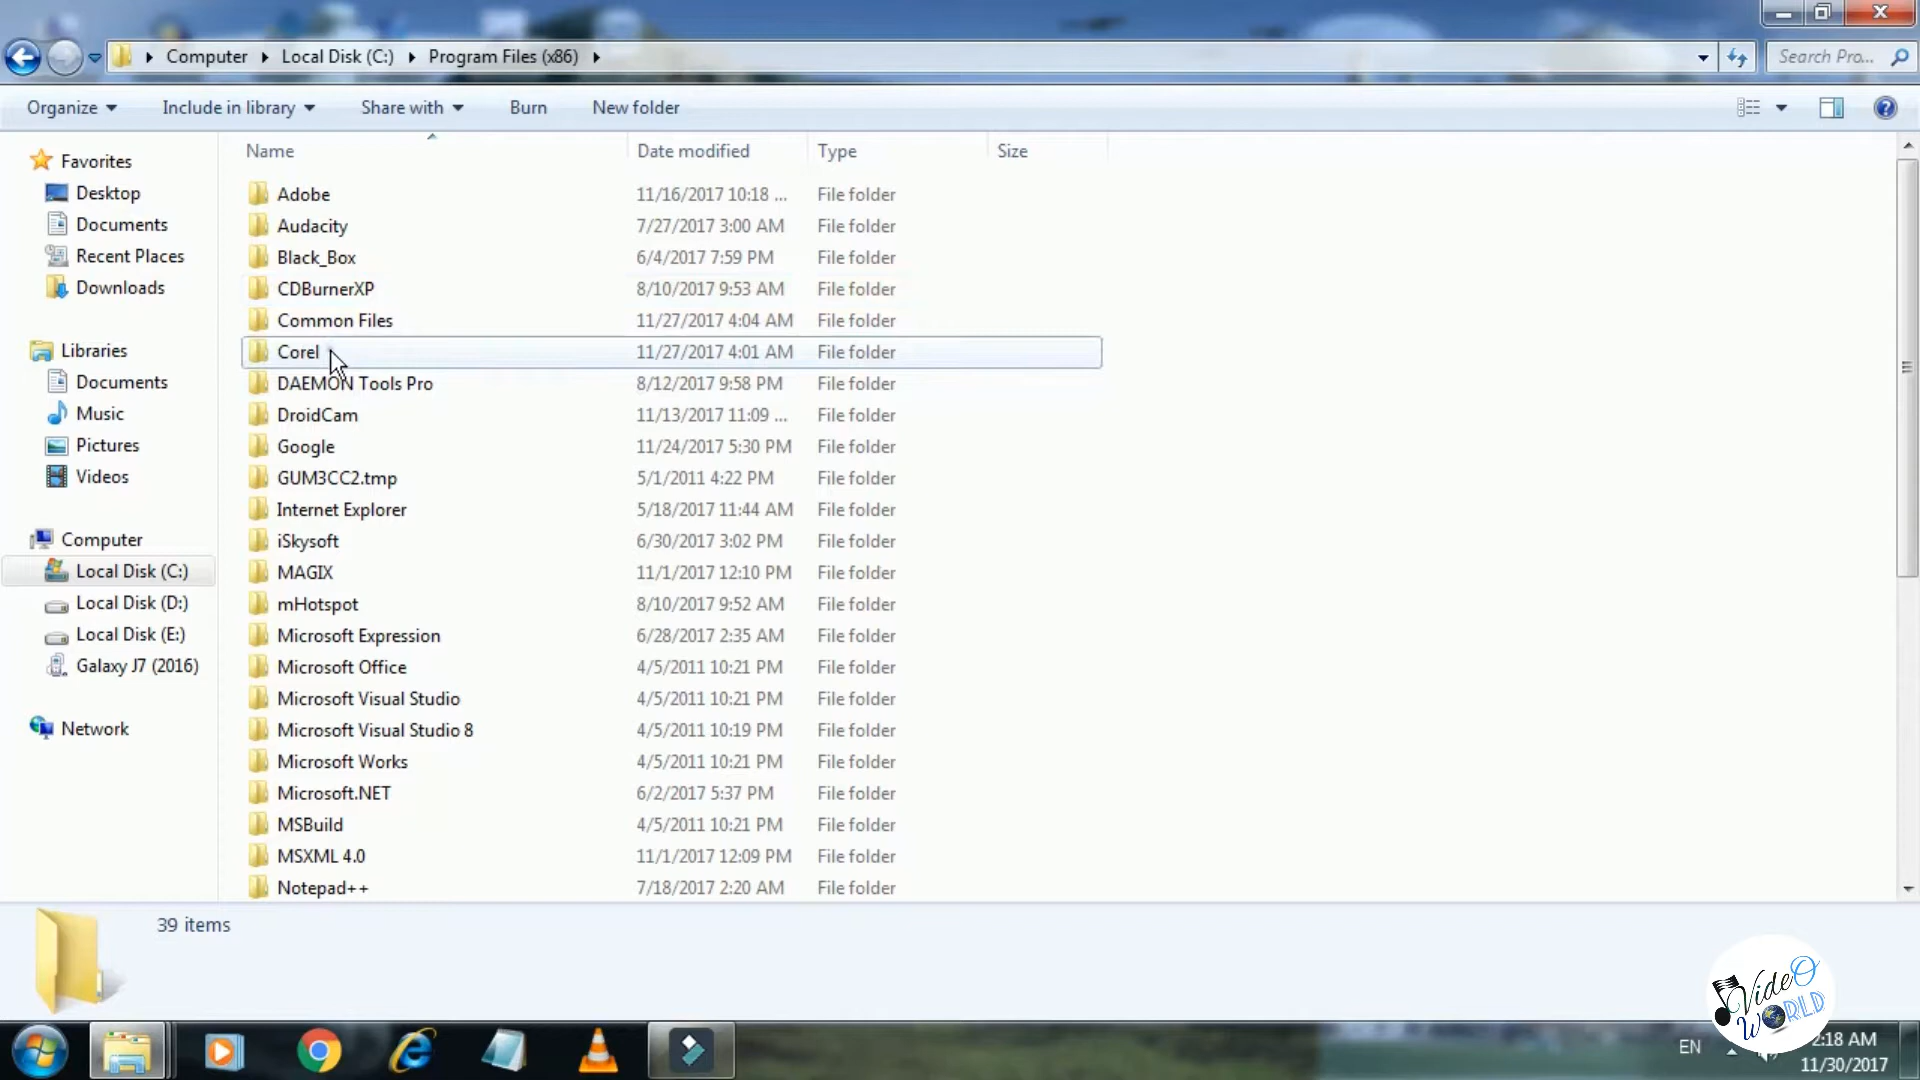 Computer Local Disk (C:) Program Files (x86)
Search Pro...
Organize Include in library Share with Burn New folder
Name Date modified Type Size
Favorites
Desktop
Documents
Recent Places
Downloads
Libraries
Documents
Music
Pictures
Videos
Computer
Local Disk (C:)
Local Disk (D:)
Local Disk (E:)
Galaxy J7 (2016)
Network
Adobe 11/16/2017 10:18 ... File folder
Audacity 7/27/2017 3:00 AM File folder
Black_Box 6/4/2017 7:59 PM File folder
CDBurnerXP 8/10/2017 9:53 AM File folder
Common Files 11/27/2017 4:04 AM File folder
Corel 11/27/2017 4:01 AM File folder
DAEMON Tools Pro 8/12/2017 9:58 PM File folder
DroidCam 11/13/2017 11:09 ... File folder
Google 11/24/2017 5:30 PM File folder
GUM3CC2.tmp 5/1/2011 4:22 PM File folder
Internet Explorer 5/18/2017 11:44 AM File folder
iSkysoft 6/30/2017 3:02 PM File folder
MAGIX 11/1/2017 12:10 PM File folder
mHotspot 8/10/2017 9:52 AM File folder
Microsoft Expression 6/28/2017 2:35 AM File folder
Microsoft Office 4/5/2011 10:21 PM File folder
Microsoft Visual Studio 4/5/2011 10:21 PM File folder
Microsoft Visual Studio 8 4/5/2011 10:19 PM File folder
Microsoft Works 4/5/2011 10:21 PM File folder
Microsoft.NET 6/2/2017 5:37 PM File folder
MSBuild 4/5/2011 10:21 PM File folder
MSXML 4.0 11/1/2017 12:09 PM File folder
Notepad++ 7/18/2017 2:20 AM File folder
39 items
VideO
WORLD
EN
2:18 AM
11/30/2017